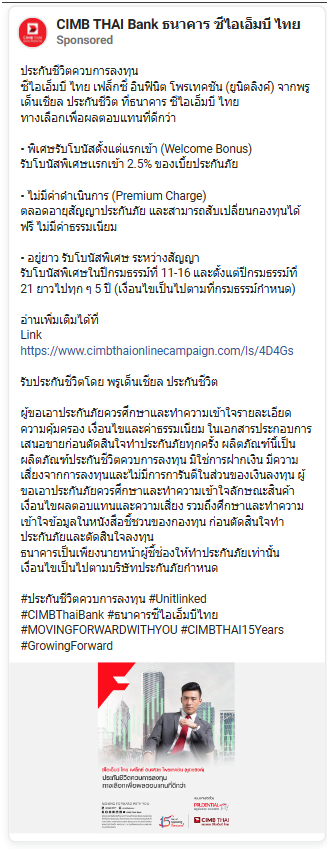 CIMB THAI Bank ธนาคาร ซีไอเอ็มบี ไทย
Sponsored
ประกันชีวิตควบการลงทุน
ซีไอเอ็มบี ไทย เฟล็กซี่ อินฟินิต โพรเทคชัน (ยูนิตลิงค์) จากพรู
เด็นเชียล ประกันชีวิต ที่ธนาคาร ซีไอเอ็มบี ไทย
ทางเลือกเพื่อผลตอบแทนที่ดีกว่า
- พิเศษรับโบนัสตั้งแต่แรกเข้า (Welcome Bonus)
รับโบนัสพิเศษแรกเข้า 2.5% ของเบี้ยประกันภัย
- ไม่มีค่าดำเนินการ (Premium Charge)
ตลอดอายุสัญญาประกันภัย และสามารถสับเปลี่ยนกองทุนได้
ฟรี ไม่มีค่าธรรมเนียม
- อยู่ยาว รับโบนัสพิเศษ ระหว่างสัญญา
รับโบนัสพิเศษในปีกรมธรรม์ที่ 11-16 และตั้งแต่ปีกรมธรรม์ที่
21 ยาวไปทุก ๆ 5 ปี (เงื่อนไขเป็นไปตามที่กรมธรรม์กำหนด)
อ่านเพิ่มเติมได้ที่
Link
https://www.cimbthaionlinecampaign.com/ls/4D4Gs
รับประกันชีวิตโดย พรูเด็นเชียล ประกันชีวิต
ผู้ขอเอาประกันภัยควรศึกษาและทำความเข้าใจรายละเอียด
ความคุ้มครอง เงื่อนไขและค่าธรรมเนียม ในเอกสารประกอบการ
เสนอขายก่อนตัดสินใจทำประกันภัยทุกครั้ง ผลิตภัณฑ์นี้เป็น
ผลิตภัณฑ์ประกันชีวิตควบการลงทุน มิใช่การฝากเงิน มีความ
เสี่ยงจากการลงทุนและไม่มีการการันตีในส่วนของเงินลงทุน ผู้
ขอเอาประกันภัยควรศึกษาและทำความเข้าใจลักษณะสินค้า
เงื่อนไขผลตอบแทนและความเสี่ยง รวมถึงศึกษาและทำความ
เข้าใจข้อมูลในหนังสือชี้ชวนของกองทุน ก่อนตัดสินใจทำ
ประกันภัยและตัดสินใจลงทุน
ธนาคารเป็นเพียงนายหน้าผู้ชี้ช่องให้ทำประกันภัยเท่านั้น
เงื่อนไขเป็นไปตามบริษัทประกันภัยกำหนด
#ประกันชีวิตควบการลงทุน #Unitlinked
#CIMBThaiBank #ธนาคารซีไอเอ็มบีไทย
#MOVINGFORWARDWITHYOU #CIMBTHAI15Years
#GrowingForward
ซีไอเอ็มบี ไทย เฟล็กซี่ อินฟินิต โพรเทคชัน (ยูนิตลิงค์)
ประกันชีวิตควบการลงทุน
ทางเลือกเพื่อผลตอบแทนที่ดีกว่า
PRUDENTIAL
CIMB THAI